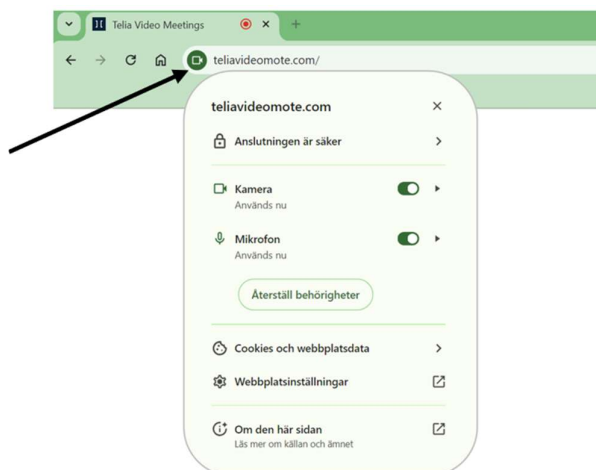 Telia Video Meetings
teliavideomote.com/
teliavideomote.com
Anslutningen är säker
Kamera
Används nu
Mikrofon
Används nu
Återställ behörigheter
Cookies och webbplatsdata
Webbplatsinställningar
Om den här sidan
Läs mer om källan och ämnet